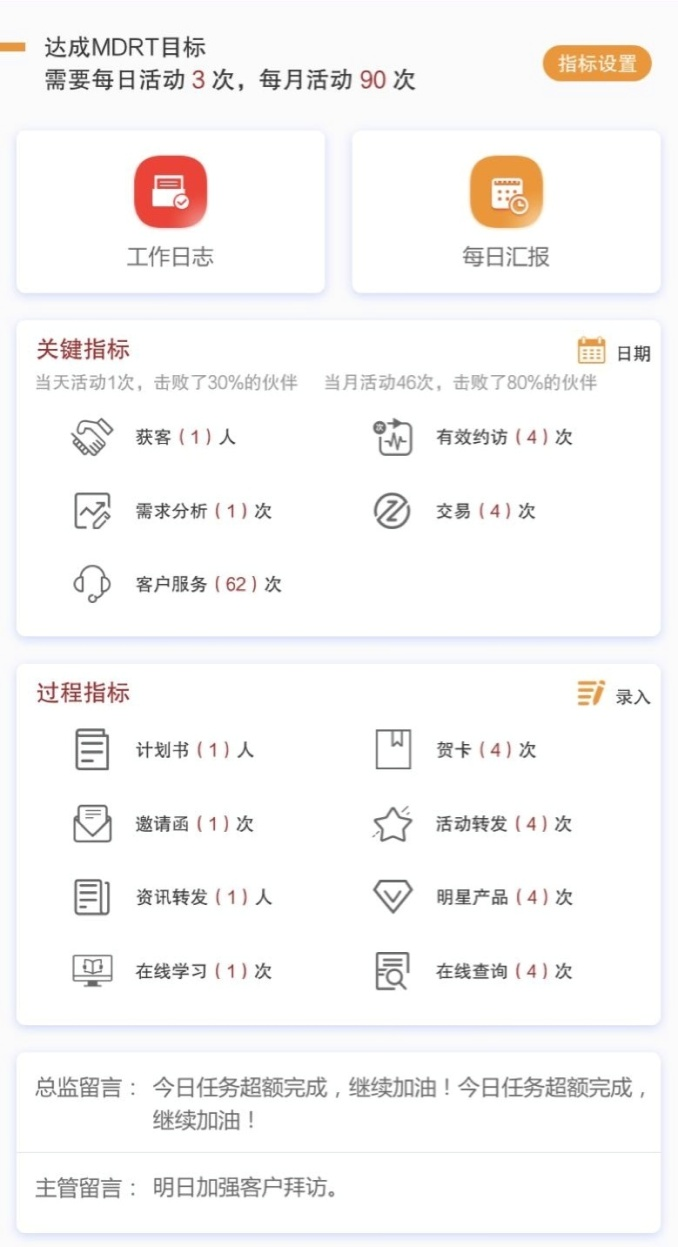 达成MDRT目标
需要每日活动 3 次，每月活动 90 次
指标设置
工作日志
每日汇报
关键指标
日期
当天活动1次，击败了30%的伙伴 当月活动46次，击败了80%的伙伴
获客（1）人
有效约访（4）次
需求分析（1）次
交易（4）次
客户服务（62）次
过程指标
录入
计划书（1）人
贺卡（4）次
邀请函（1）次
活动转发（4）次
资讯转发（1）人
明星产品（4）次
在线学习（1）次
在线查询（4）次
总监留言： 今日任务超额完成，继续加油！今日任务超额完成，
继续加油！
主管留言： 明日加强客户拜访。